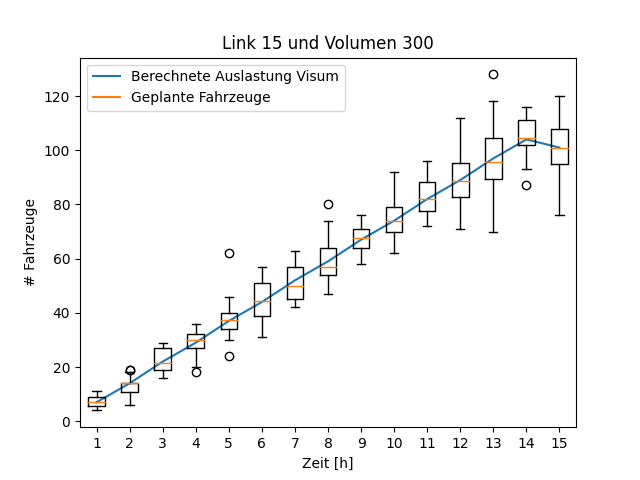 Link 15 und Volumen 300
Berechnete Auslastung Visum
Geplante Fahrzeuge
# Fahrzeuge
120
100
80
60
40
20
0
1 2 3 4 5 6 7 8 9 10 11 12 13 14 15
Zeit [h]